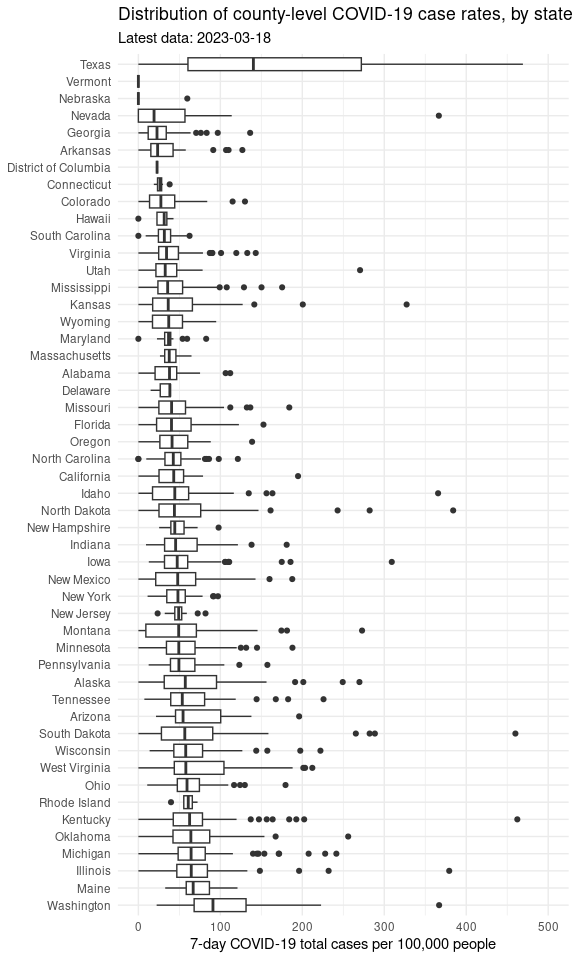 Distribution of county-level COVID-19 case rates, by state
Latest data: 2023-03-18
Texas
Vermont
Nebraska
Nevada
Georgia
Arkansas
District of Columbia
Connecticut
Colorado
Hawaii
South Carolina
Virginia
Utah
Mississippi
Kansas
Wyoming
Maryland
Massachusetts
Alabama
Delaware
Missouri
Florida
Oregon
North Carolina
California
Idaho
North Dakota
New Hampshire
Indiana
Iowa
New Mexico
New York
New Jersey
Montana
Minnesota
Pennsylvania
Alaska
Tennessee
Arizona
South Dakota
Wisconsin
West Virginia
Ohio
Rhode Island
Kentucky
Oklahoma
Michigan
Illinois
Maine
Washington
0 100 200 300 400 500
7-day COVID-19 total cases per 100,000 people